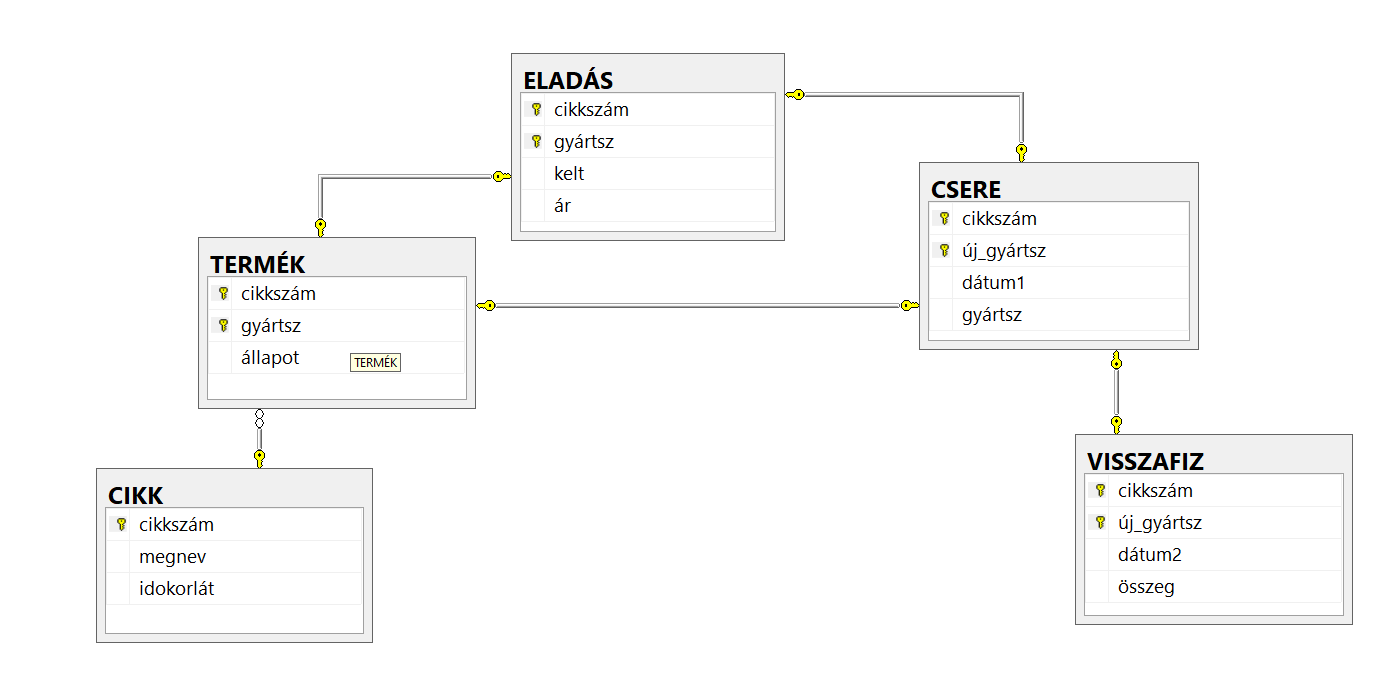 ELADÁS
cikkszám
gyártsz
kelt
ár
CSERE
cikkszám
új_gyártsz
dátum1
gyártsz
TERMÉK
cikkszám
gyártsz
állapot
TERMÉK
CIKK
cikkszám
megnev
idokorlát
VISSZAFIZ
cikkszám
új_gyártsz
dátum2
összeg